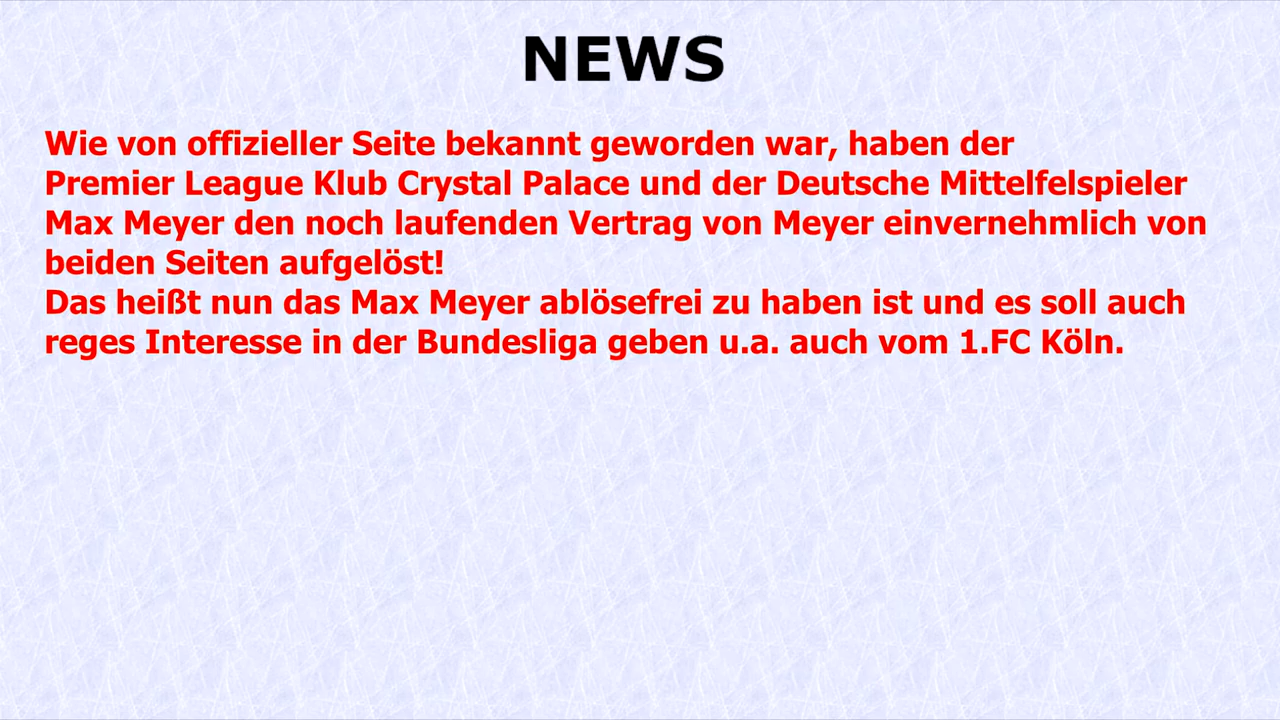 NEWS
Wie von offizieller Seite bekannt geworden war, haben der
Premier League Klub Crystal Palace und der Deutsche Mittelfelspieler
Max Meyer den noch laufenden Vertrag von Meyer einvernehmlich von
beiden Seiten aufgelöst!
Das heißt nun das Max Meyer ablösefrei zu haben ist und es soll auch
reges Interesse in der Bundesliga geben u.a. auch vom 1.FC Köln.